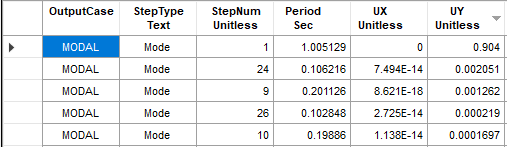 OutputCase StepType Text StepNum Unitless Period Sec UX Unitless UY Unitless
MODAL Mode 1 1.005129 0 0.904
MODAL Mode 24 0.106216 7.494E-14 0.002051
MODAL Mode 9 0.201126 8.621E-18 0.001262
MODAL Mode 26 0.102848 2.725E-14 0.000219
MODAL Mode 10 0.19886 1.138E-14 0.0001697